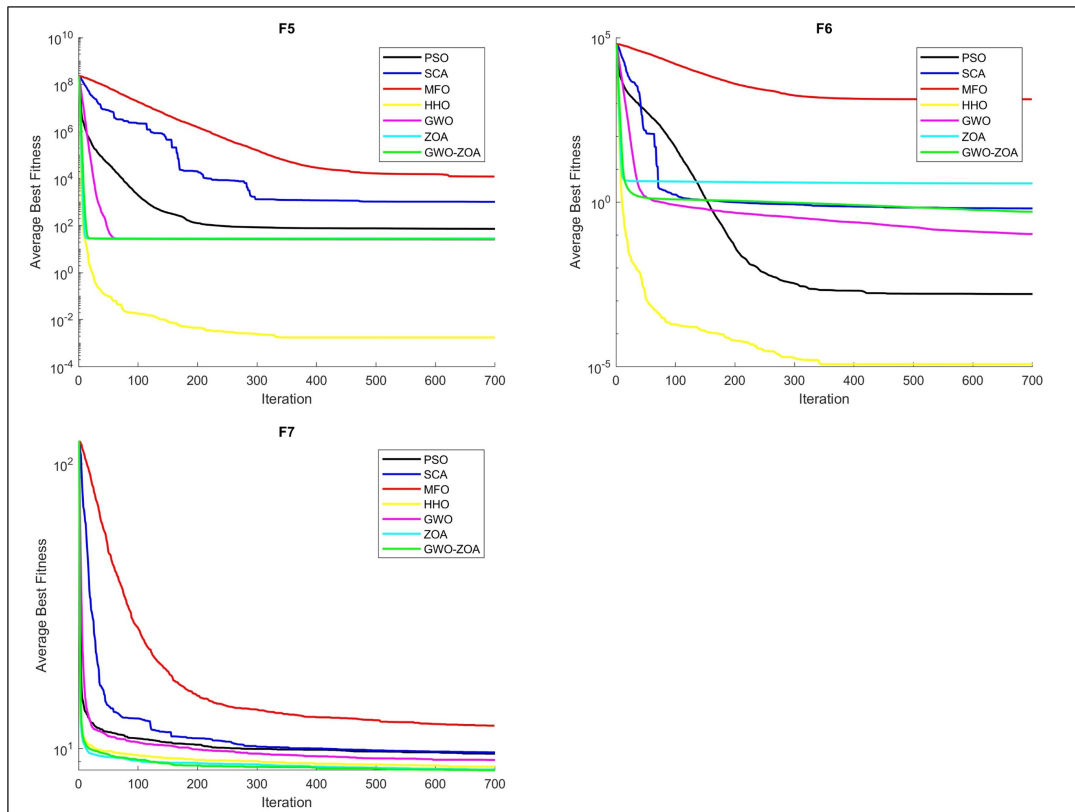 F5
10^10
10^8
10^6
10^4
10^2
10^0
10^-2
10^-4
Average Best Fitness
0 100 200 300 400 500 600 700
Iteration
PSO
SCA
MFO
HHO
GWO
ZOA
GWO-ZOA
F6
10^5
10^0
10^-5
Average Best Fitness
0 100 200 300 400 500 600 700
Iteration
PSO
SCA
MFO
HHO
GWO
ZOA
GWO-ZOA
F7
10^2
10^1
Average Best Fitness
0 100 200 300 400 500 600 700
Iteration
PSO
SCA
MFO
HHO
GWO
ZOA
GWO-ZOA